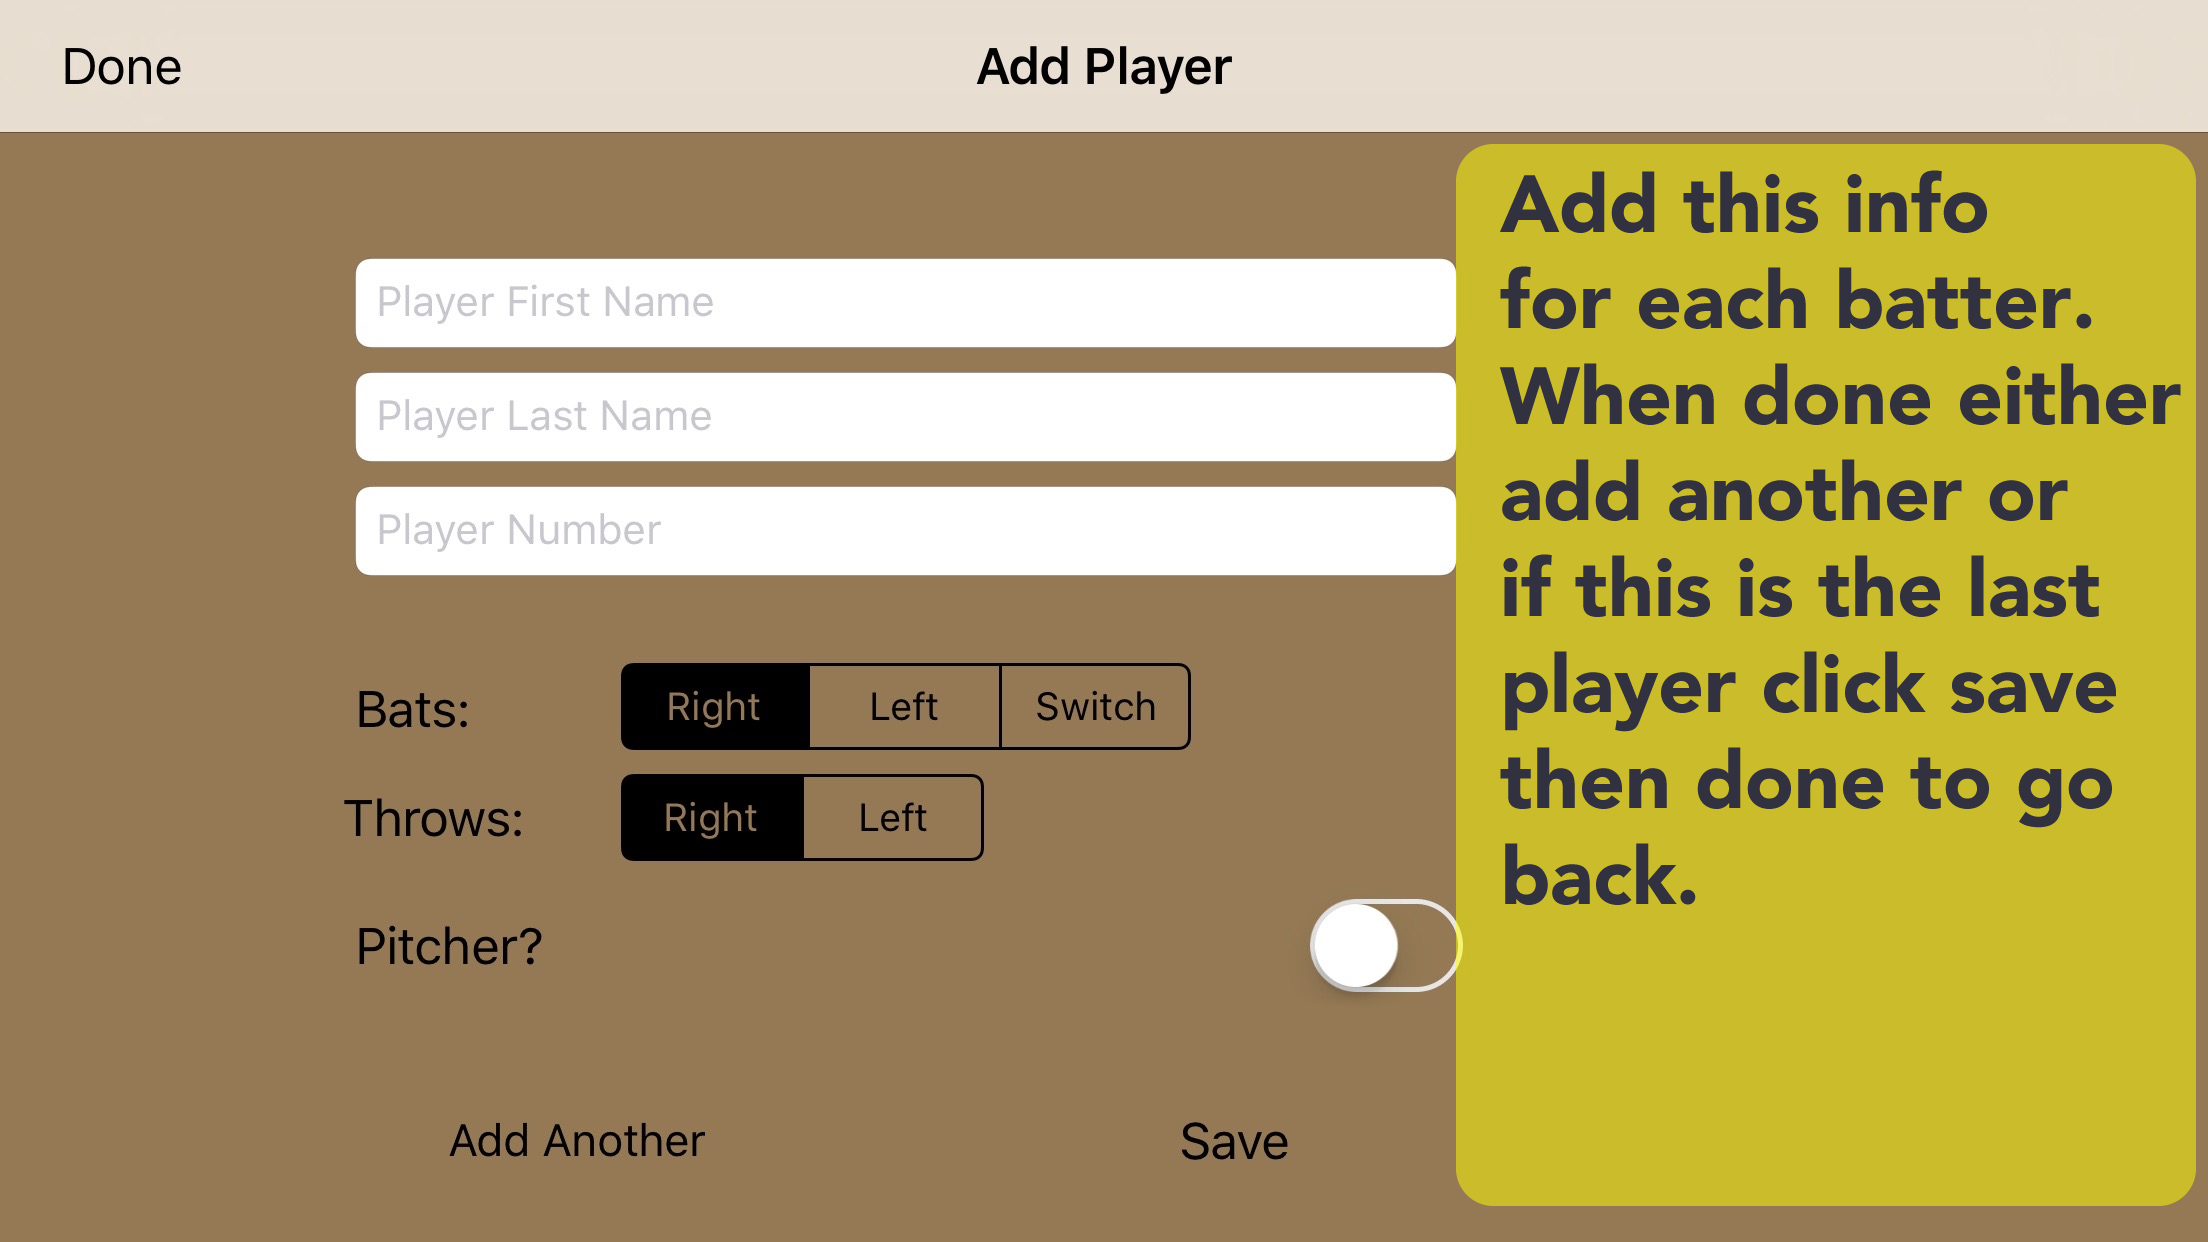 Done
Add Player
Player First Name
Player Last Name
Player Number
Bats:
Right
Left
Switch
Throws:
Right
Left
Pitcher?
Add Another
Save
Add this info
for each batter.
When done either
add another or
if this is the last
player click save
then done to go
back.